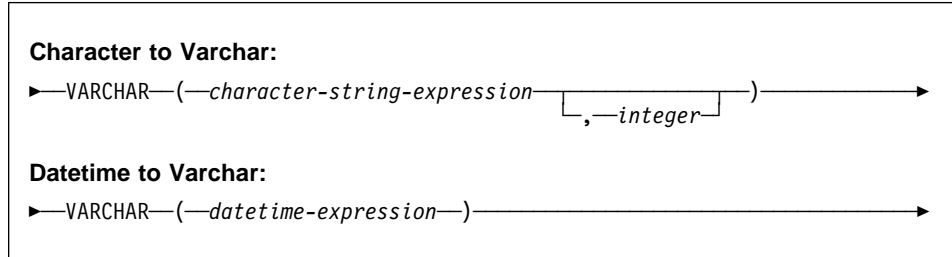 Character to Varchar:
VARCHAR ( character-string-expression )
, integer
Datetime to Varchar:
VARCHAR ( datetime-expression )